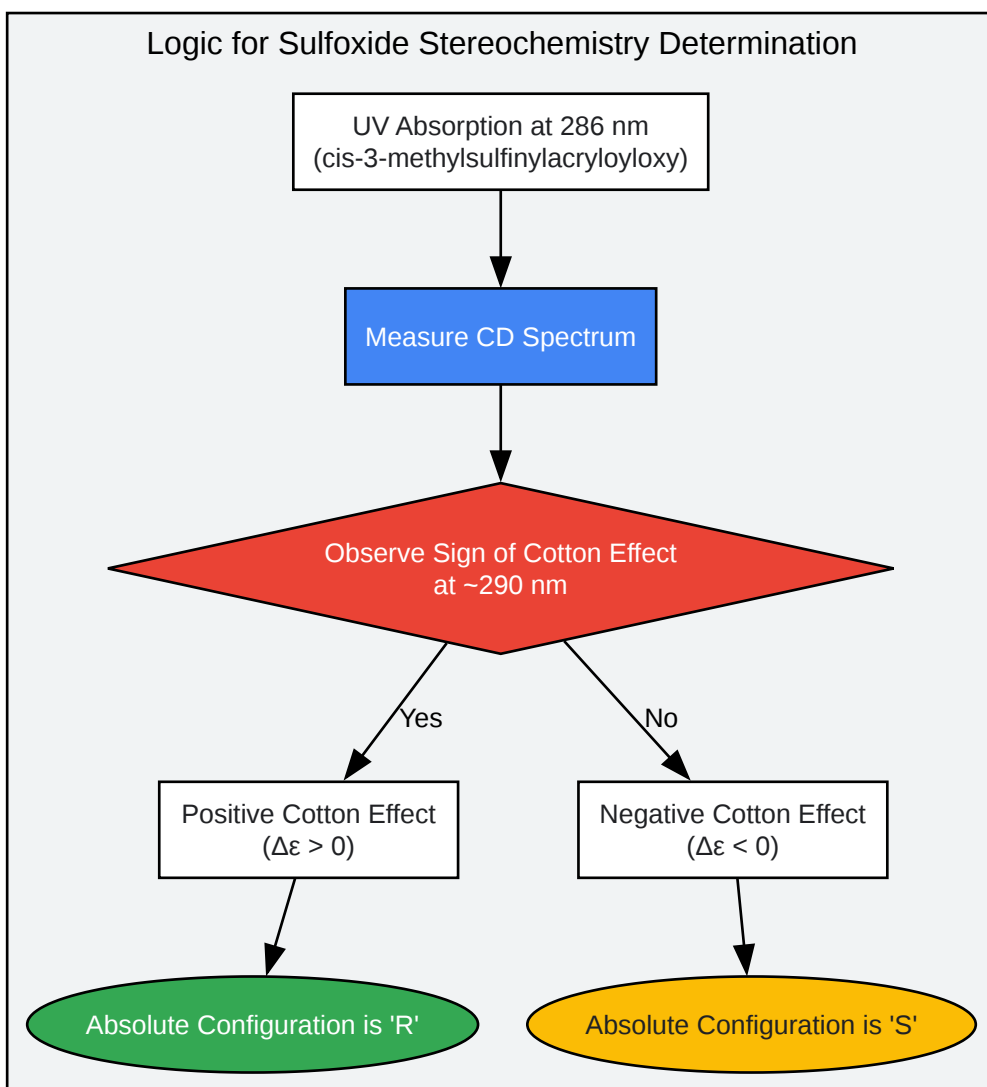 Logic for Sulfoxide Stereochemistry Determination
UV Absorption at 286 nm
(cis-3-methylsulfinylacryloyloxy)
Measure CD Spectrum
Observe Sign of Cotton Effect
at ~290 nm
Yes
No
Positive Cotton Effect
(Δε > 0)
Negative Cotton Effect
(Δε < 0)
Absolute Configuration is 'R'
Absolute Configuration is 'S'